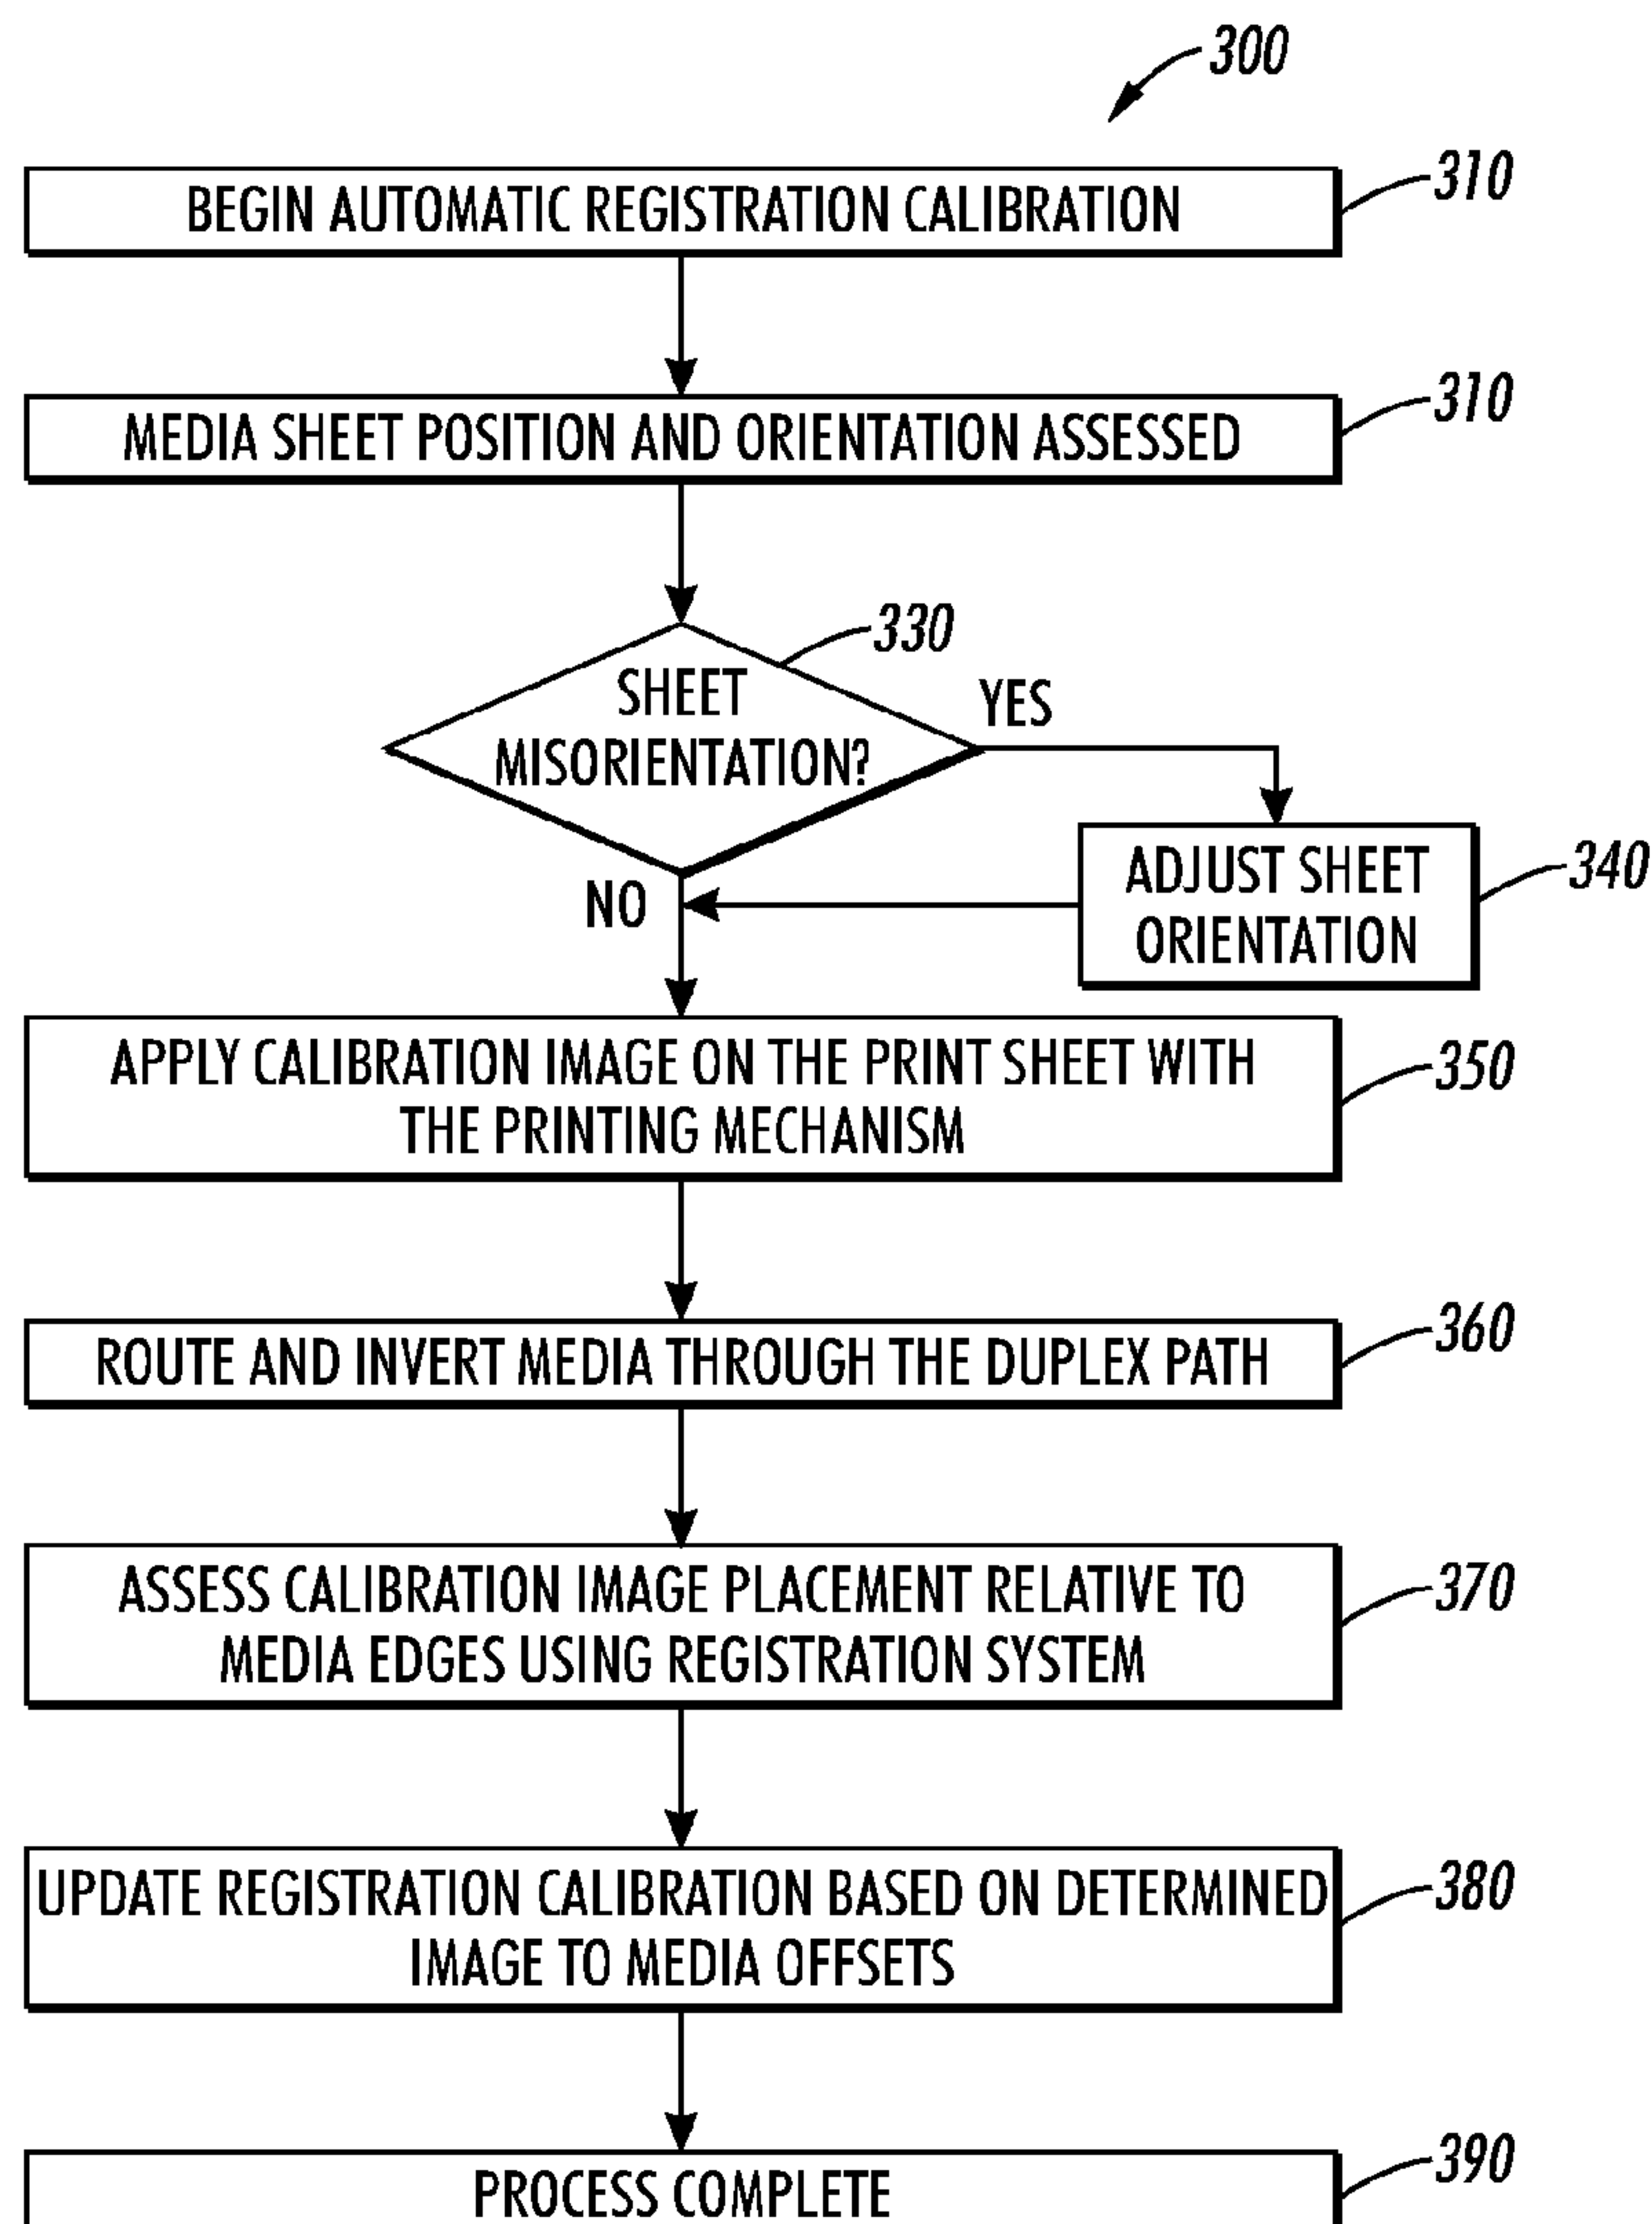 300
BEGIN AUTOMATIC REGISTRATION CALIBRATION
310
MEDIA SHEET POSITION AND ORIENTATION ASSESSED
310
330
SHEET
MISORIENTATION?
YES
NO
ADJUST SHEET
ORIENTATION
340
APPLY CALIBRATION IMAGE ON THE PRINT SHEET WITH
THE PRINTING MECHANISM
350
ROUTE AND INVERT MEDIA THROUGH THE DUPLEX PATH
360
ASSESS CALIBRATION IMAGE PLACEMENT RELATIVE TO
MEDIA EDGES USING REGISTRATION SYSTEM
370
UPDATE REGISTRATION CALIBRATION BASED ON DETERMINED
IMAGE TO MEDIA OFFSETS
380
PROCESS COMPLETE
390